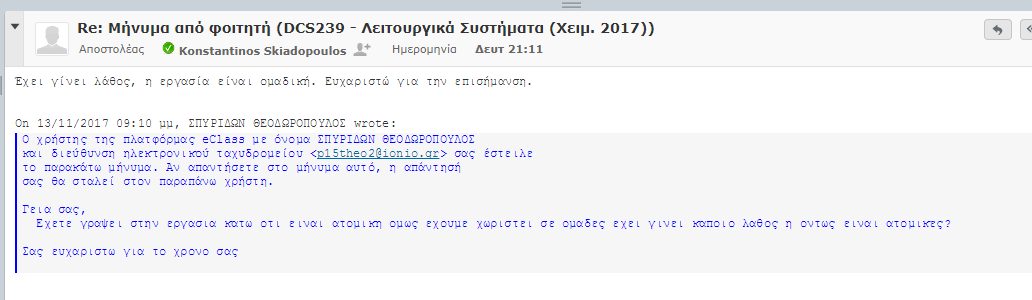 Re: Μήνυμα από φοιτητή (DCS239 - Λειτουργικά Συστήματα (Χειμ. 2017))
Αποστολέας Konstantinos Skiadopoulos Ημερομηνία Δευτ 21:11
Έχει γίνει λάθος, η εργασία είναι ομαδική. Ευχαριστώ για την επισήμανση.
On 13/11/2017 09:10 μμ, ΣΠΥΡΙΔΩΝ ΘΕΟΔΩΡΟΠΟΥΛΟΣ wrote:
Ο χρήστης της πλατφόρμας eClass με όνομα ΣΠΥΡΙΔΩΝ ΘΕΟΔΩΡΟΠΟΥΛΟΣ
και διεύθυνση ηλεκτρονικού ταχυδρομείου <p15theo2@ionio.gr> σας έστειλε
το παρακάτω μήνυμα. Αν απαντήσετε στο μήνυμα αυτό, η απάντησή
σας θα σταλεί στον παραπάνω χρήστη.
Γεια σας,
Εχετε γραψει στην εργασια κατω οτι ειναι ατομικη ομως εχουμε χωριστει σε ομαδες εχει γινει καποιο λαθος η οντως ειναι ατομικες?
Σας ευχαριστω για το χρονο σας